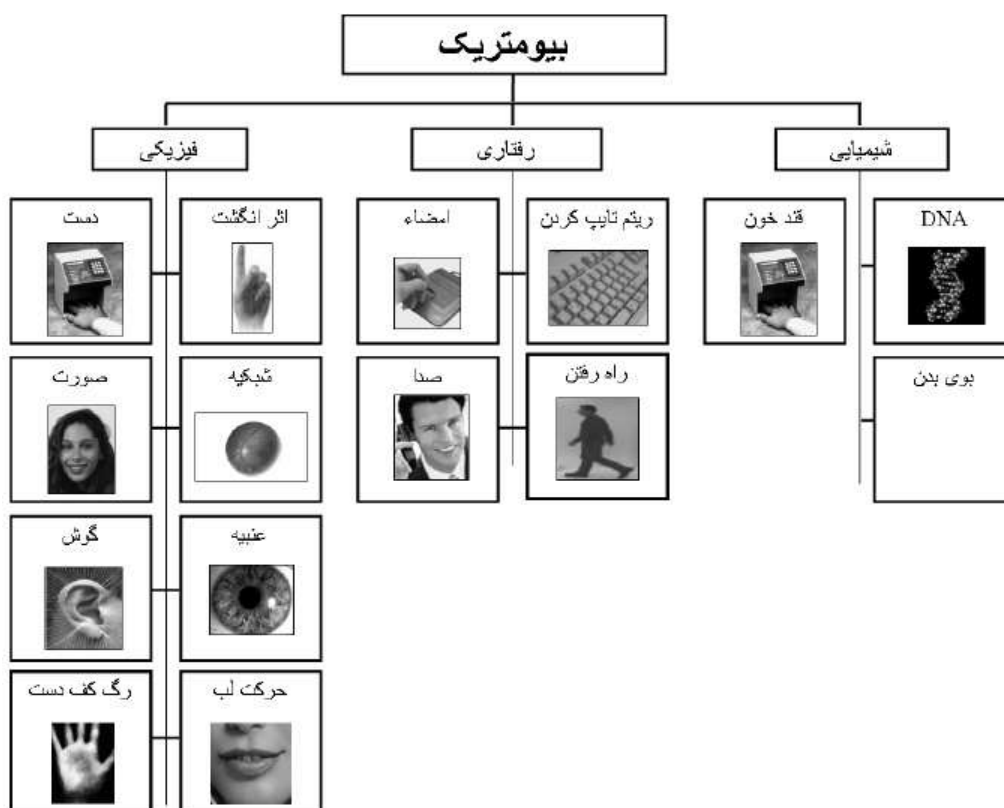 بیومتریک
شیمیایی
رفتاری
فیزیکی
DNA
قند خون
ریتم تایپ کردن
امضاء
اثر انگشت
دست
بوی بدن
راه رفتن
صدا
شبکیه
صورت
عنبیه
گوش
حرکت لب
رگ کف دست